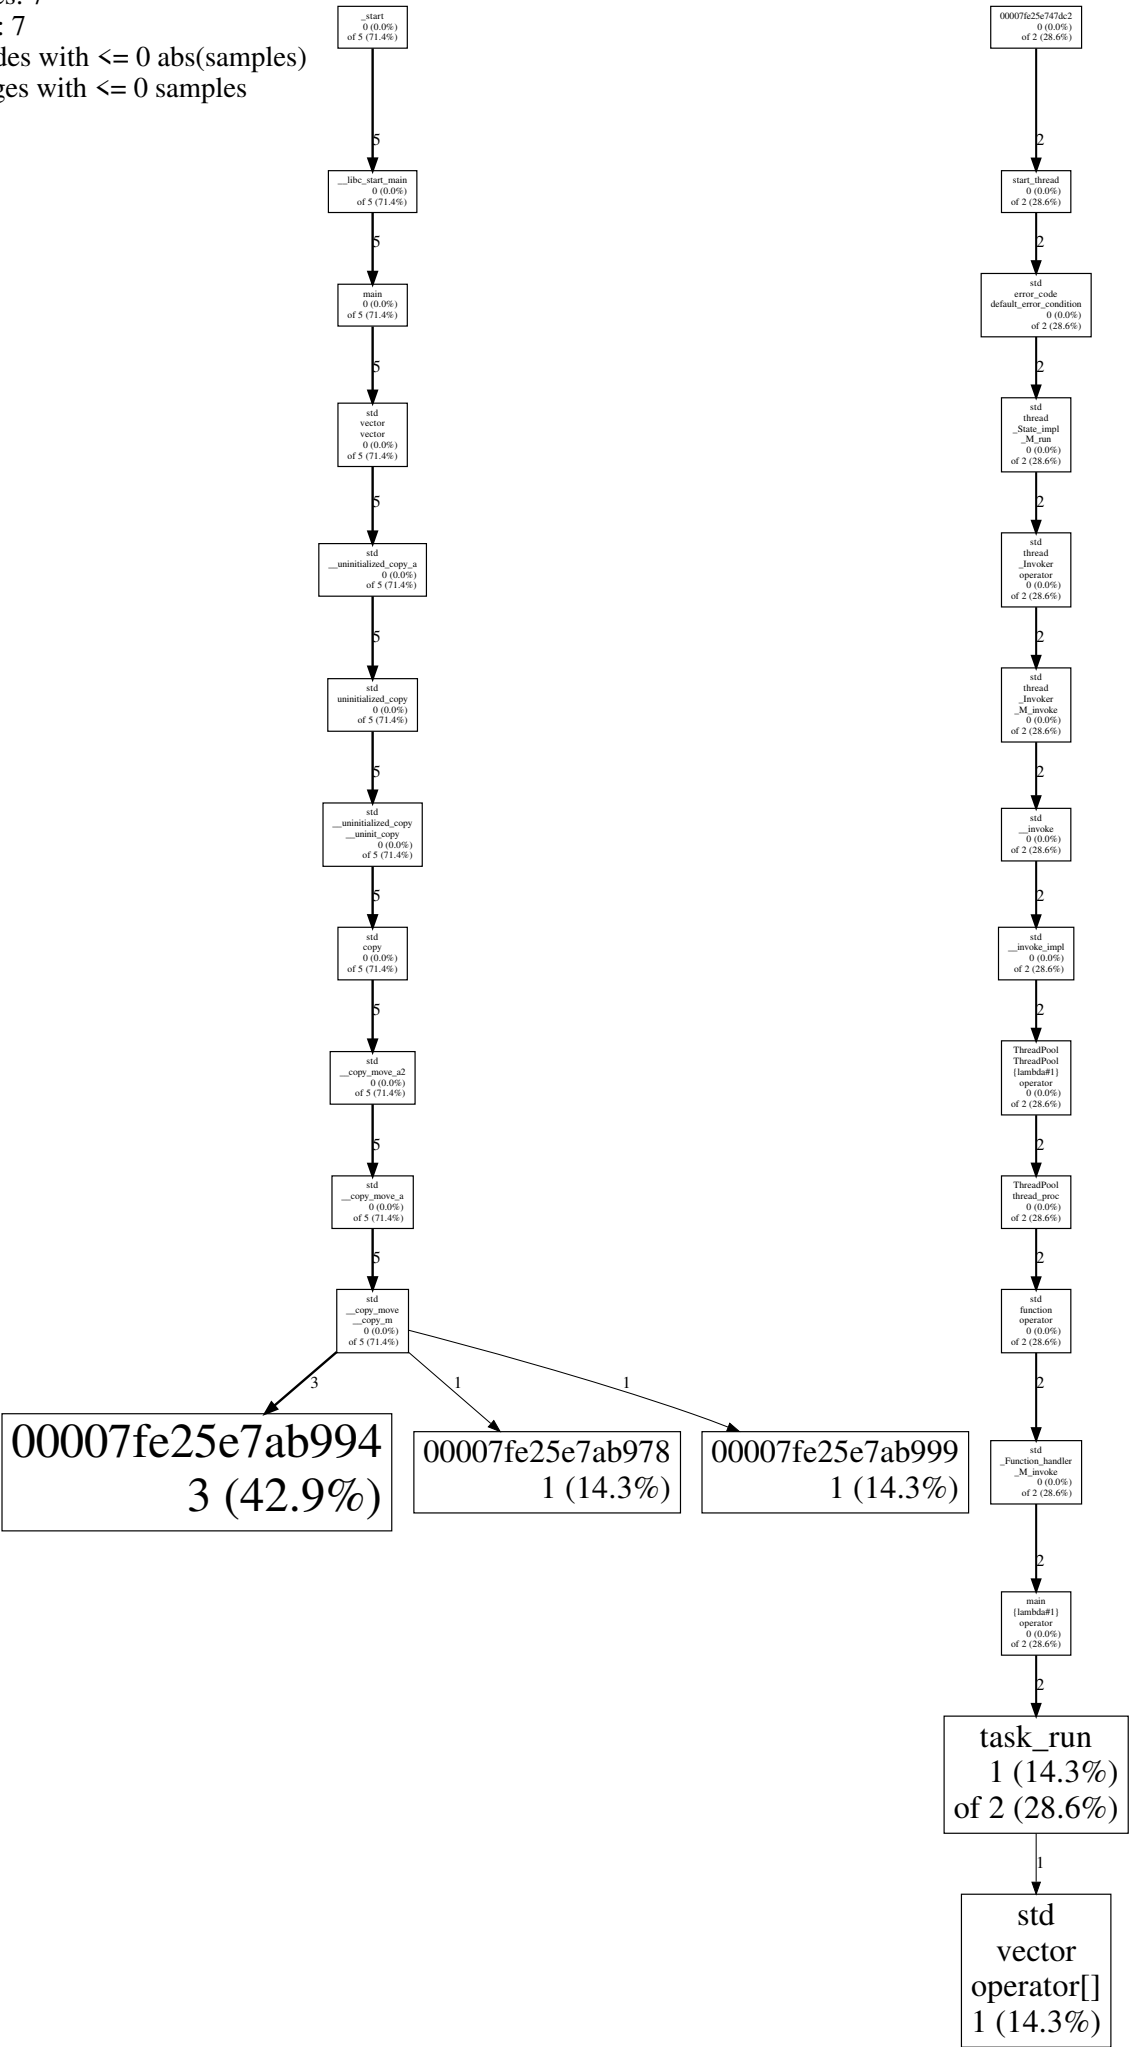 : 7
des with <= 0 abs(samples)
ges with <= 0 samples
_start
0 (0.0%)
of 5 (71.4%)
5
__libc_start_main
0 (0.0%)
of 5 (71.4%)
5
main
0 (0.0%)
of 5 (71.4%)
5
std
vector
vector
0 (0.0%)
of 5 (71.4%)
5
std
__uninitialized_copy_a
0 (0.0%)
of 5 (71.4%)
5
std
uninitialized_copy
0 (0.0%)
of 5 (71.4%)
5
std
__uninitialized_copy
__uninit_copy
0 (0.0%)
of 5 (71.4%)
5
std
copy
0 (0.0%)
of 5 (71.4%)
5
std
__copy_move_a2
0 (0.0%)
of 5 (71.4%)
5
std
__copy_move_a
0 (0.0%)
of 5 (71.4%)
5
std
__copy_move
__copy_m
0 (0.0%)
of 5 (71.4%)
3
1
1
00007fe25e7ab994
3 (42.9%)
00007fe25e7ab978
1 (14.3%)
00007fe25e7ab999
1 (14.3%)
00007fe25e747dc2
0 (0.0%)
of 2 (28.6%)
2
start_thread
0 (0.0%)
of 2 (28.6%)
2
std
error_code
default_error_condition
0 (0.0%)
of 2 (28.6%)
2
std
thread
_State_impl
_M_run
0 (0.0%)
of 2 (28.6%)
2
std
thread
_Invoker
operator
0 (0.0%)
of 2 (28.6%)
2
std
thread
_Invoker
_M_invoke
0 (0.0%)
of 2 (28.6%)
2
std
__invoke
0 (0.0%)
of 2 (28.6%)
2
std
__invoke_impl
0 (0.0%)
of 2 (28.6%)
2
ThreadPool
ThreadPool
{lambda#1}
operator
0 (0.0%)
of 2 (28.6%)
2
ThreadPool
thread_proc
0 (0.0%)
of 2 (28.6%)
2
std
function
operator
0 (0.0%)
of 2 (28.6%)
2
std
_Function_handler
_M_invoke
0 (0.0%)
of 2 (28.6%)
2
main
{lambda#1}
operator
0 (0.0%)
of 2 (28.6%)
2
task_run
1 (14.3%)
of 2 (28.6%)
1
std
vector
operator[]
1 (14.3%)